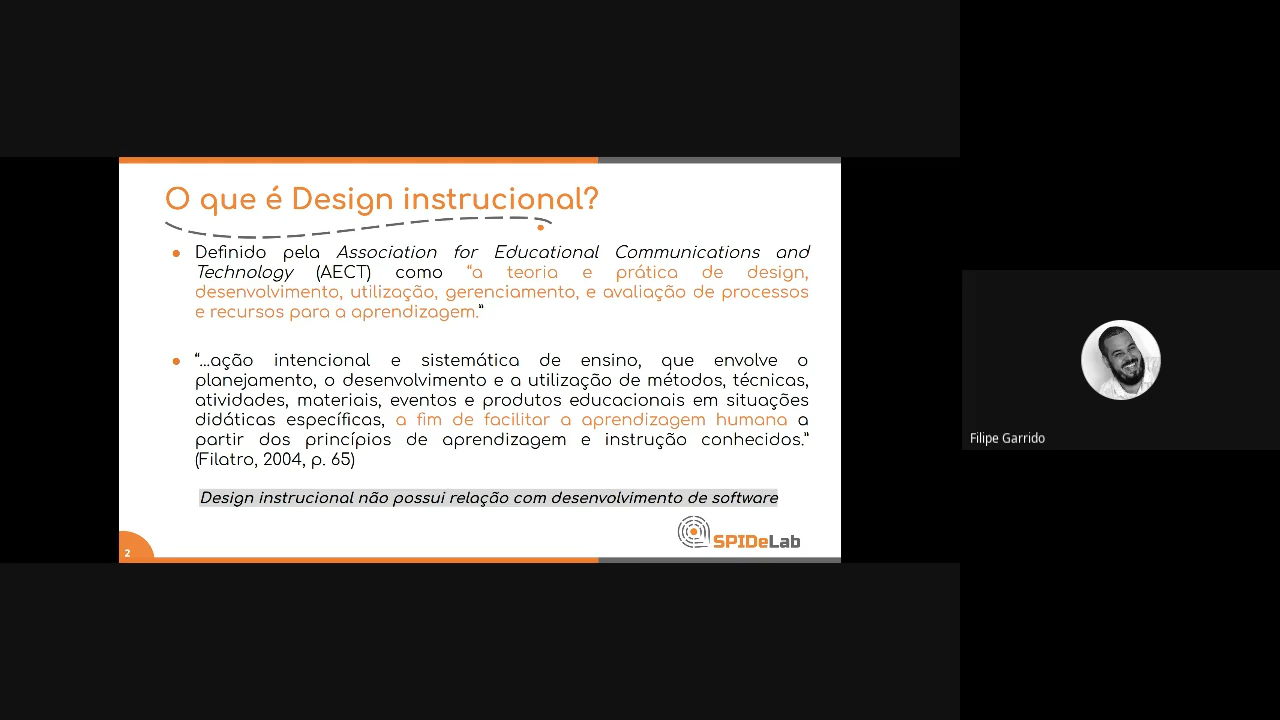 O que é Design instrucional?
● Definido pela Association for Educational Communications and
Technology (AECT) como “a teoria e prática de design,
desenvolvimento, utilização, gerenciamento, e avaliação de processos
e recursos para a aprendizagem.”
● “...ação intencional e sistemática de ensino, que envolve o
planejamento, o desenvolvimento e a utilização de métodos, técnicas,
atividades, materiais, eventos e produtos educacionais em situações
didáticas específicas, a fim de facilitar a aprendizagem humana a
partir dos princípios de aprendizagem e instrução conhecidos.”
(Filatro, 2004, p. 65)
Design instrucional não possui relação com desenvolvimento de software
SPIDeLab
2
Filipe Garrido